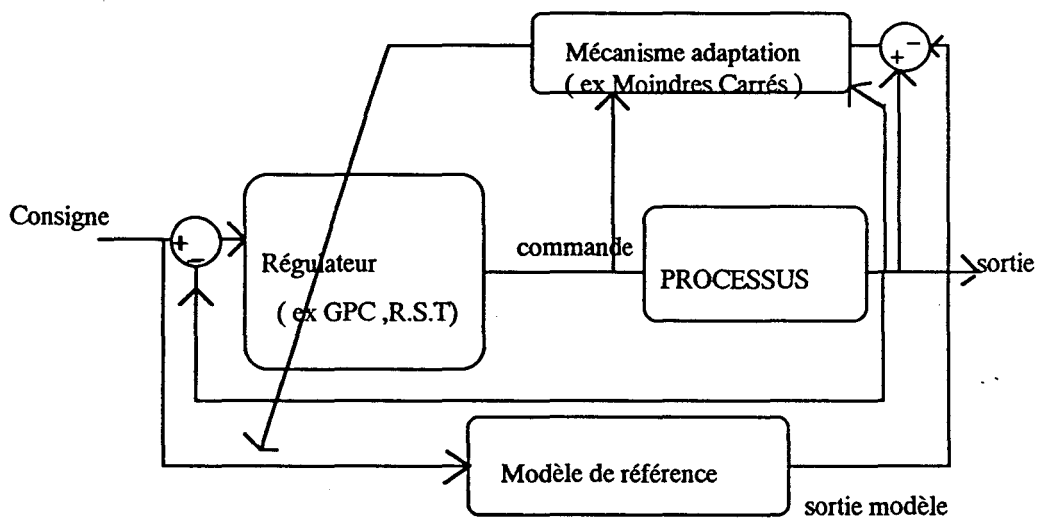 Mécanisme adaptation
( ex Moindres Carrés )
+ −
Consigne
+
−
Régulateur
( ex GPC ,R.S.T)
commande
PROCESSUS
sortie
Modèle de référence
sortie modèle